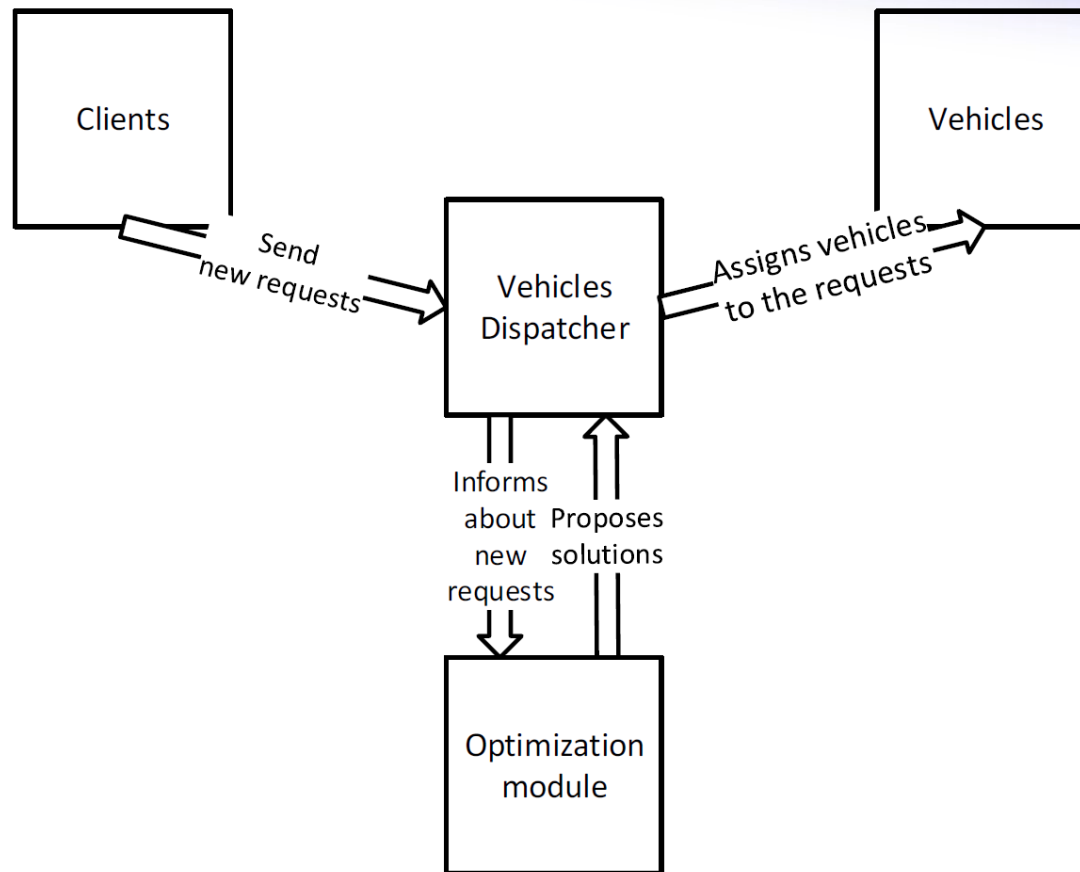 Clients
Vehicles
Send
new requests
Vehicles
Dispatcher
Assigns vehicles
to the requests
Informs
about
new
requests
Proposes
solutions
Optimization
module